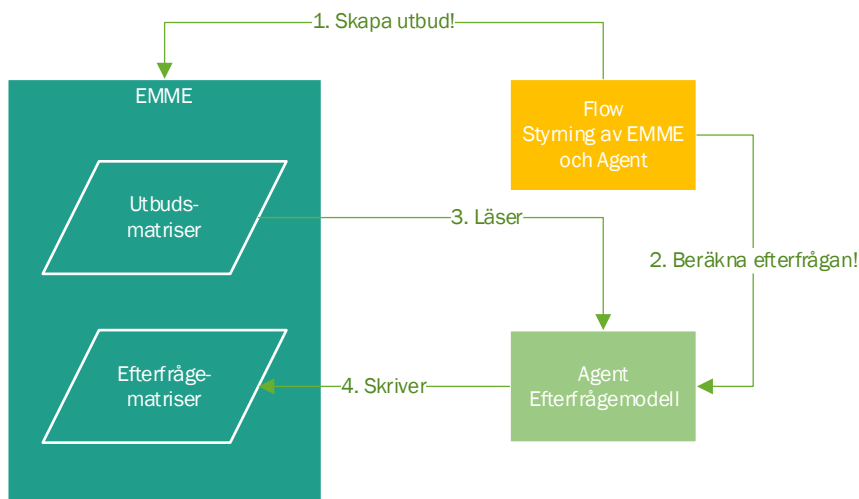 1. Skapa utbud!
EMME
Flow
Styrning av EMME
och Agent
Utbuds-
matriser
3. Läser
2. Beräkna efterfrågan!
Efterfråge-
matriser
4. Skriver
Agent
Efterfrågemodell